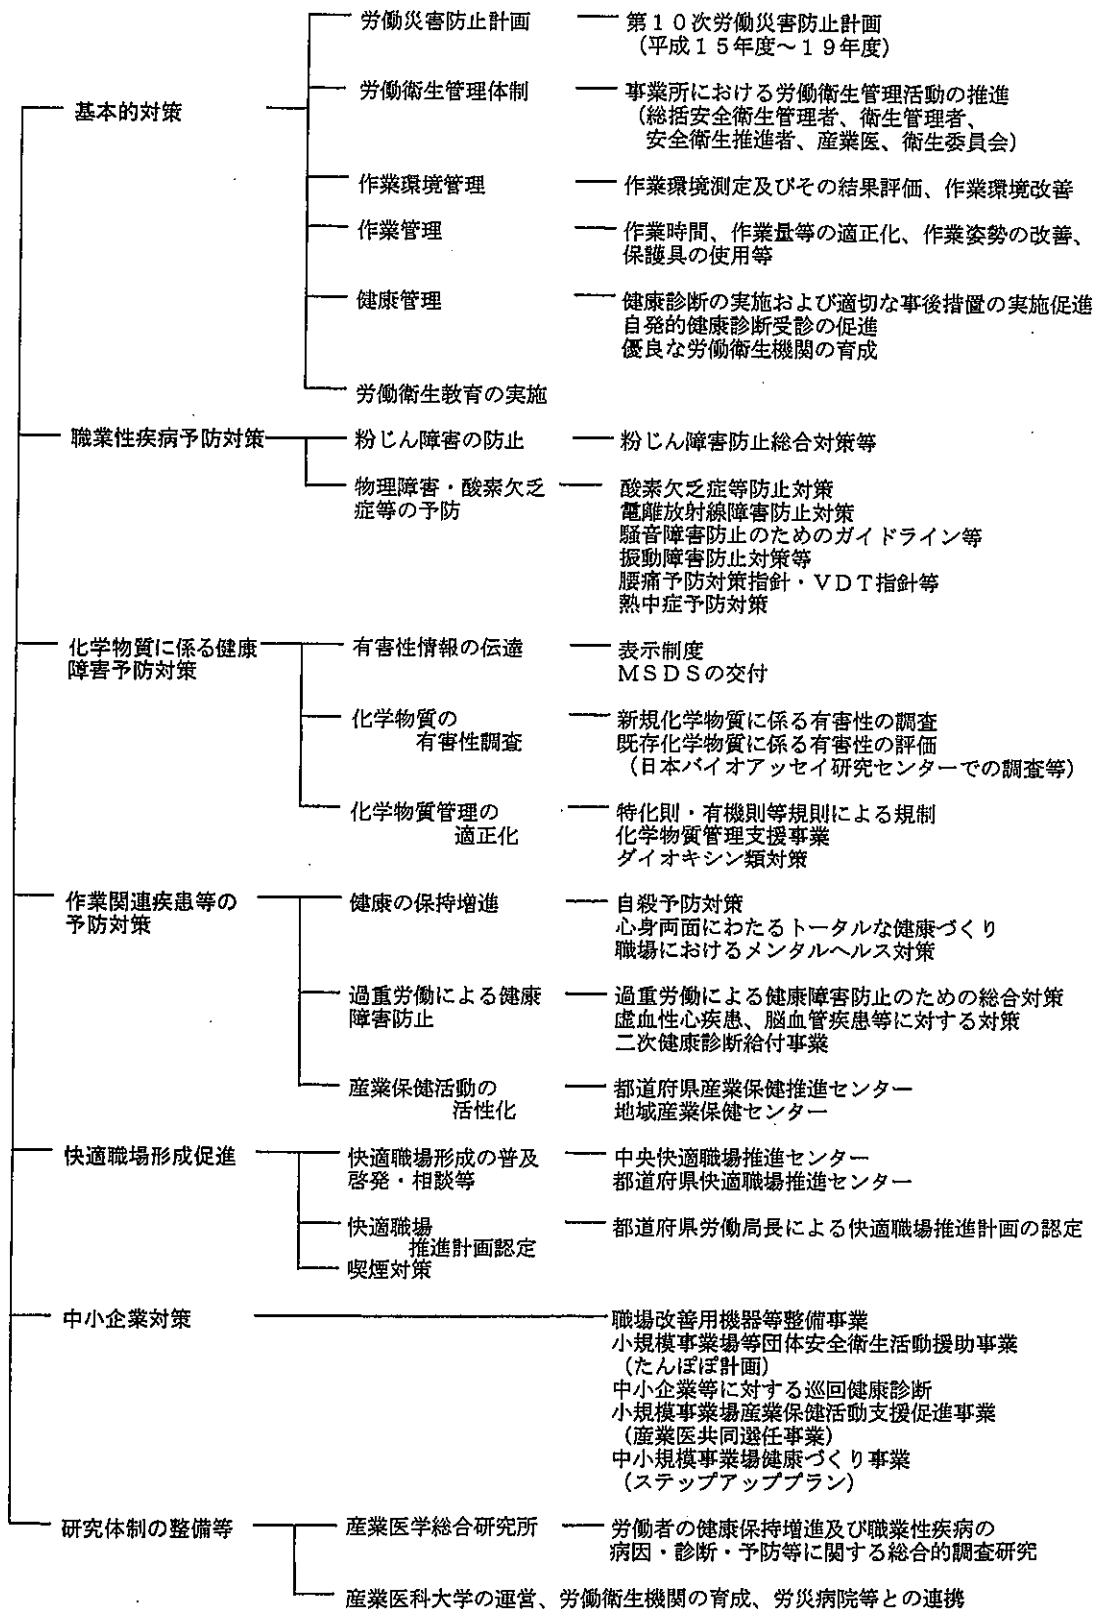 労働災害防止計画
第１０次労働災害防止計画
（平成１５年度～１９年度）
基本的対策
労働衛生管理体制
事業所における労働衛生管理活動の推進
（総括安全衛生管理者、衛生管理者、
安全衛生推進者、産業医、衛生委員会）
作業環境管理
作業環境測定及びその結果評価、作業環境改善
作業管理
作業時間、作業量等の適正化、作業姿勢の改善、
保護具の使用等
健康管理
健康診断の実施および適切な事後措置の実施促進
自発的健康診断受診の促進
優良な労働衛生機関の育成
労働衛生教育の実施
職業性疾病予防対策
粉じん障害の防止
粉じん障害防止総合対策等
物理障害・酸素欠乏
症等の予防
酸素欠乏症等防止対策
電離放射線障害防止対策
騒音障害防止のためのガイドライン等
振動障害防止対策等
腰痛予防対策指針・ＶＤＴ指針等
熱中症予防対策
化学物質に係る健康
障害予防対策
有害性情報の伝達
表示制度
ＭＳＤＳの交付
化学物質の
有害性調査
新規化学物質に係る有害性の調査
既存化学物質に係る有害性の評価
（日本バイオアッセイ研究センターでの調査等）
化学物質管理の
適正化
特化則・有機則等規則による規制
化学物質管理支援事業
ダイオキシン類対策
作業関連疾患等の
予防対策
健康の保持増進
自殺予防対策
心身両面にわたるトータルな健康づくり
職場におけるメンタルヘルス対策
過重労働による健康
障害防止
過重労働による健康障害防止のための総合対策
虚血性心疾患、脳血管疾患等に対する対策
二次健康診断給付事業
産業保健活動の
活性化
都道府県産業保健推進センター
地域産業保健センター
快適職場形成促進
快適職場形成の普及
啓発・相談等
中央快適職場推進センター
都道府県快適職場推進センター
快適職場
推進計画認定
都道府県労働局長による快適職場推進計画の認定
喫煙対策
中小企業対策
職場改善用機器等整備事業
小規模事業場等団体安全衛生活動援助事業
（たんぽぽ計画）
中小企業等に対する巡回健康診断
小規模事業場産業保健活動支援促進事業
（産業医共同選任事業）
中小規模事業場健康づくり事業
（ステップアッププラン）
研究体制の整備等
産業医学総合研究所
労働者の健康保持増進及び職業性疾病の
病因・診断・予防等に関する総合的調査研究
産業医科大学の運営、労働衛生機関の育成、労災病院等との連携